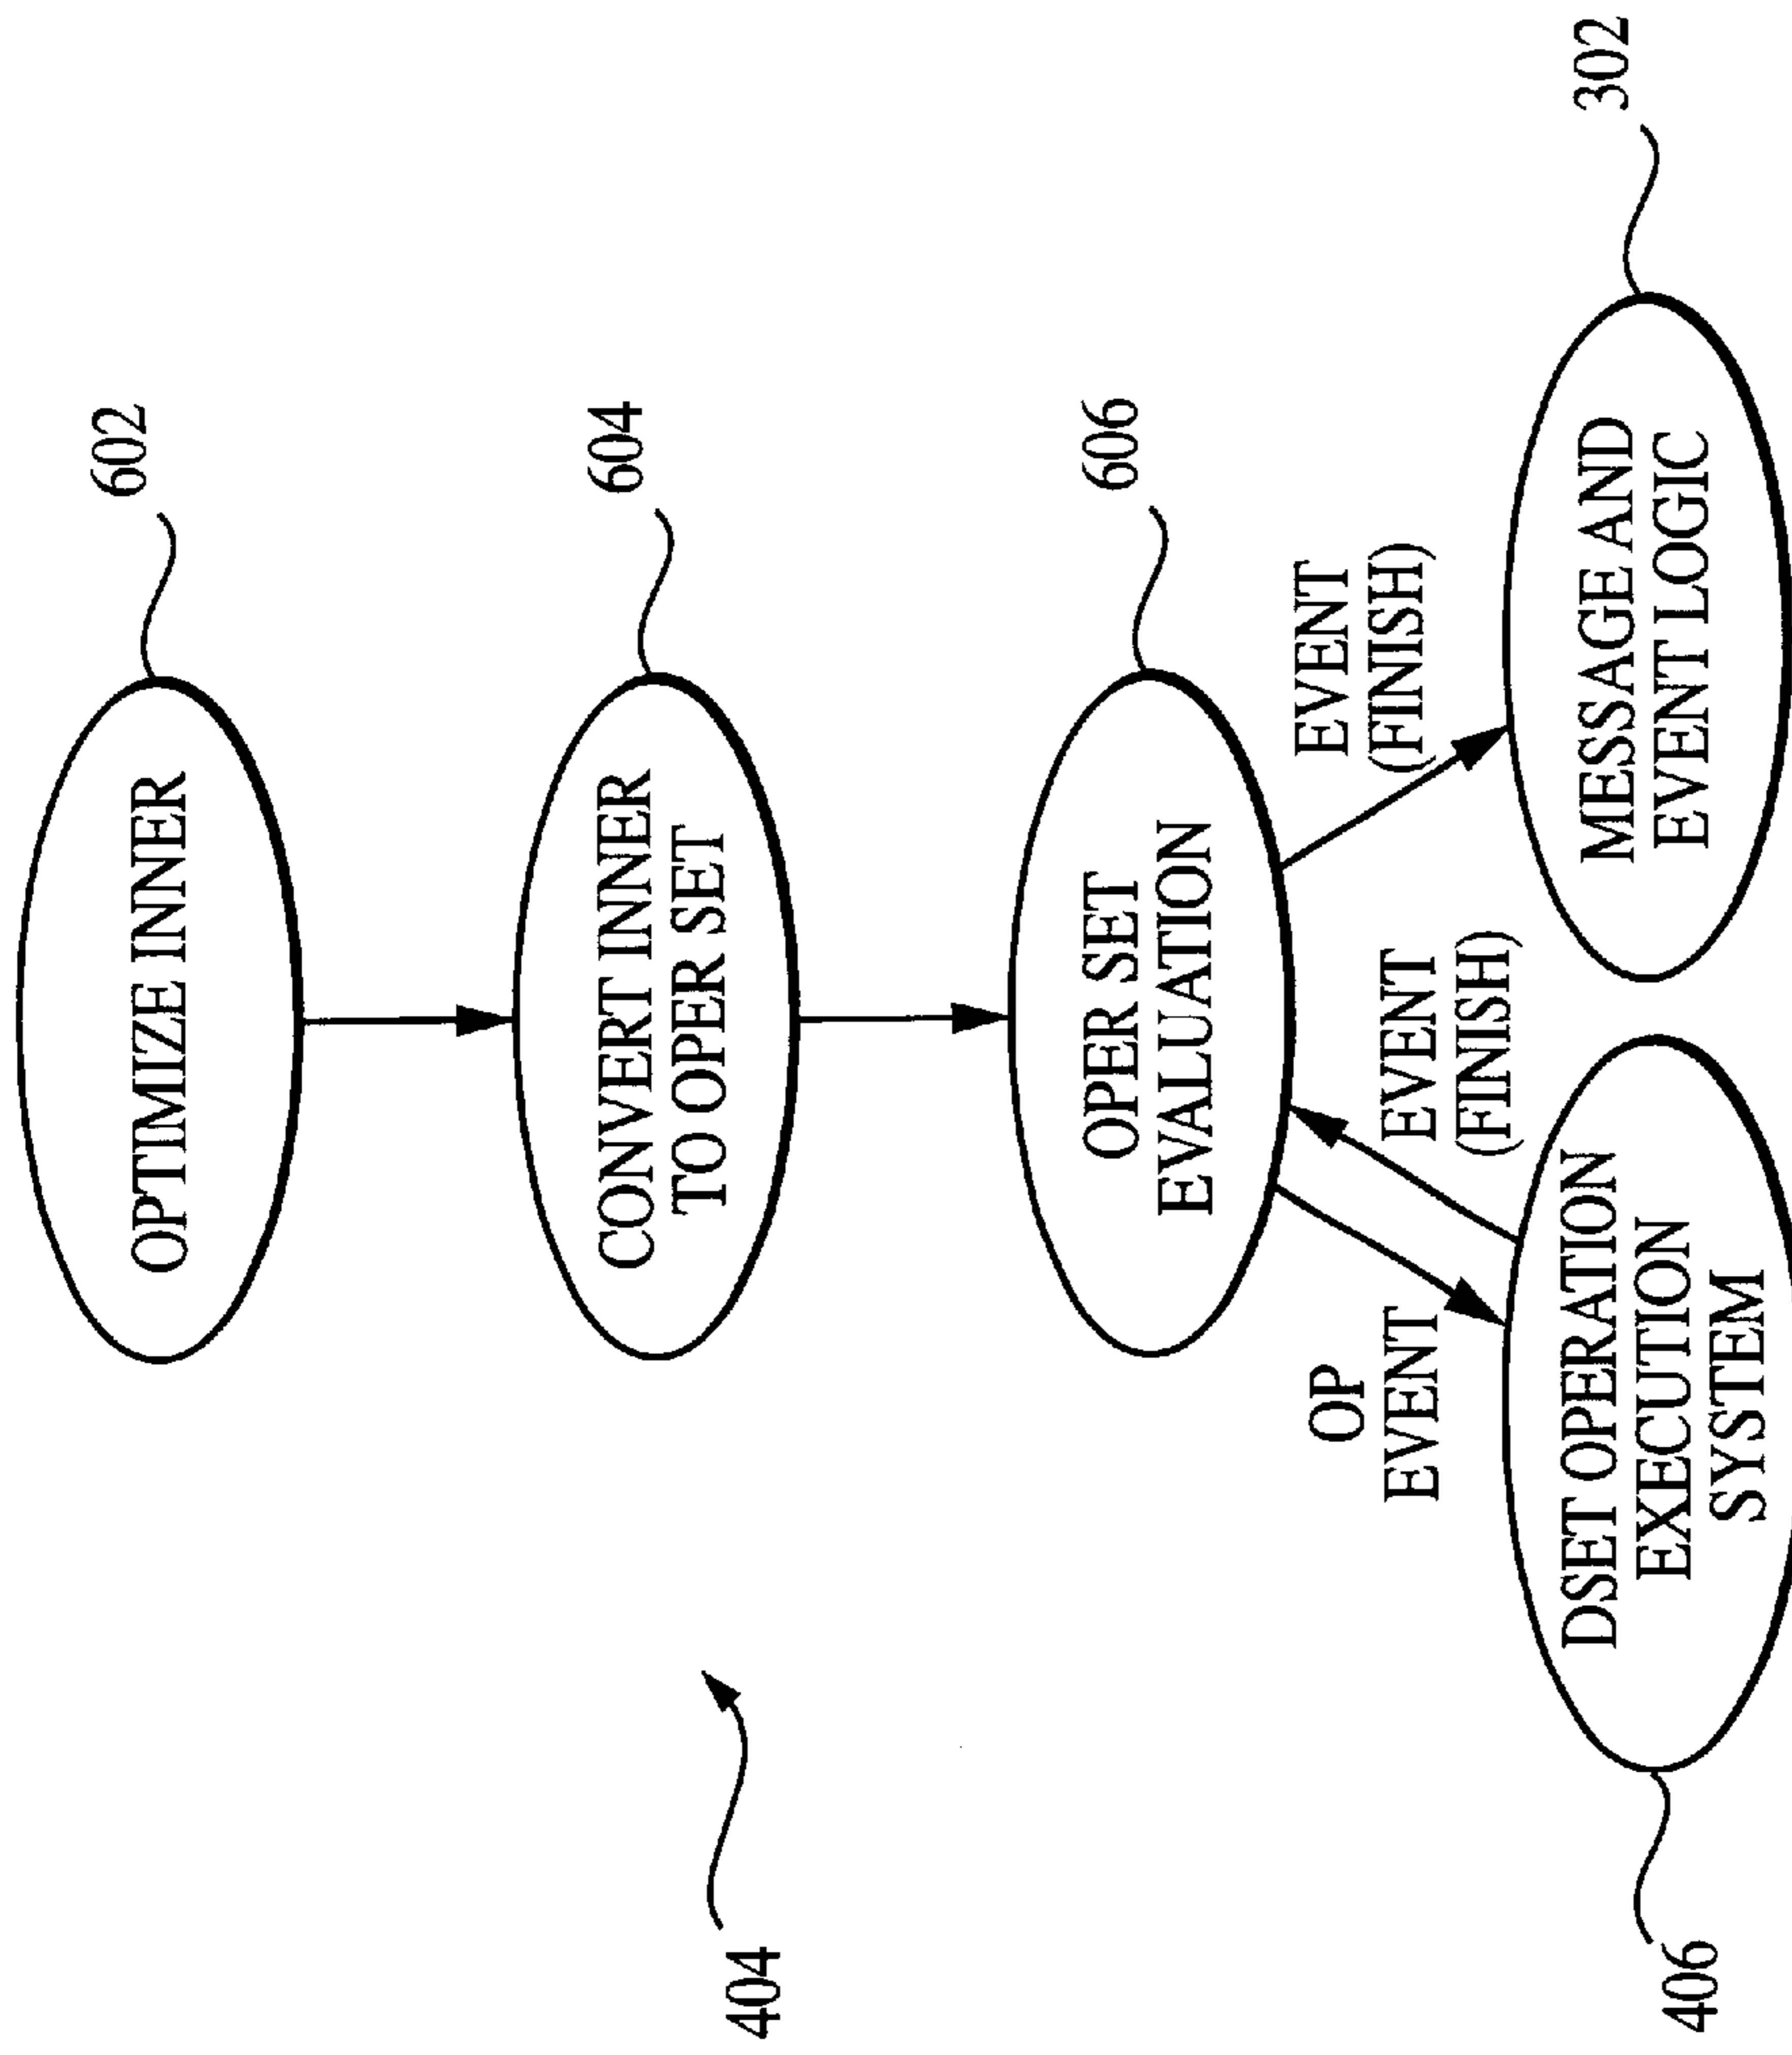 602
OPTIMIZE INNER
604
CONVERT INNER
TO OPER SET
404
606
OPER SET
EVALUATION
OP
EVENT
EVENT
(FINISH)
EVENT
(FINISH)
406
DSET OPERATION
EXECUTION
SYSTEM
302
MESSAGE AND
EVENT LOGIC